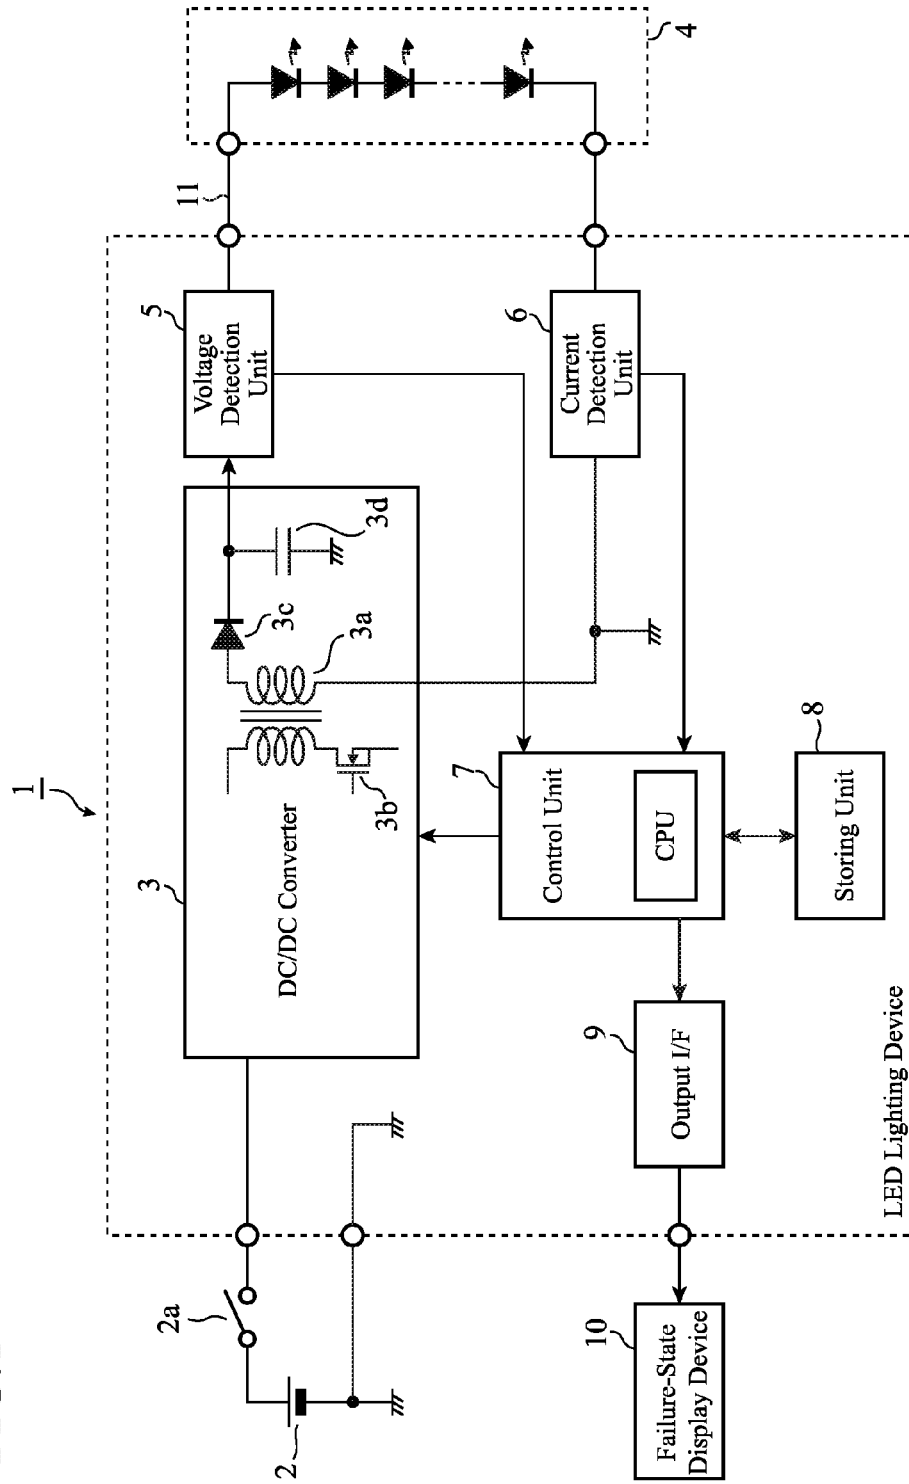 1
2
2a
3
DC/DC Converter
3a
3b
3c
3d
5
Voltage
Detection
Unit
11
4
6
Current
Detection
Unit
7
Control Unit
CPU
8
Storing Unit
9
Output I/F
10
Failure-State
Display Device
LED Lighting Device